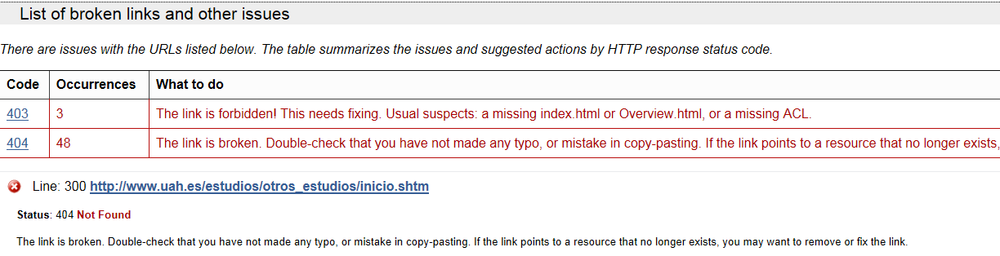 List of broken links and other issues
There are issues with the URLs listed below. The table summarizes the issues and suggested actions by HTTP response status code.
Code Occurrences What to do
403 3 The link is forbidden! This needs fixing. Usual suspects: a missing index.html or Overview.html, or a missing ACL.
404 48 The link is broken. Double-check that you have not made any typo, or mistake in copy-pasting. If the link points to a resource that no longer exists,
Line: 300 http://www.uah.es/estudios/otros_estudios/inicio.shtm
Status: 404 Not Found
The link is broken. Double-check that you have not made any typo, or mistake in copy-pasting. If the link points to a resource that no longer exists, you may want to remove or fix the link.